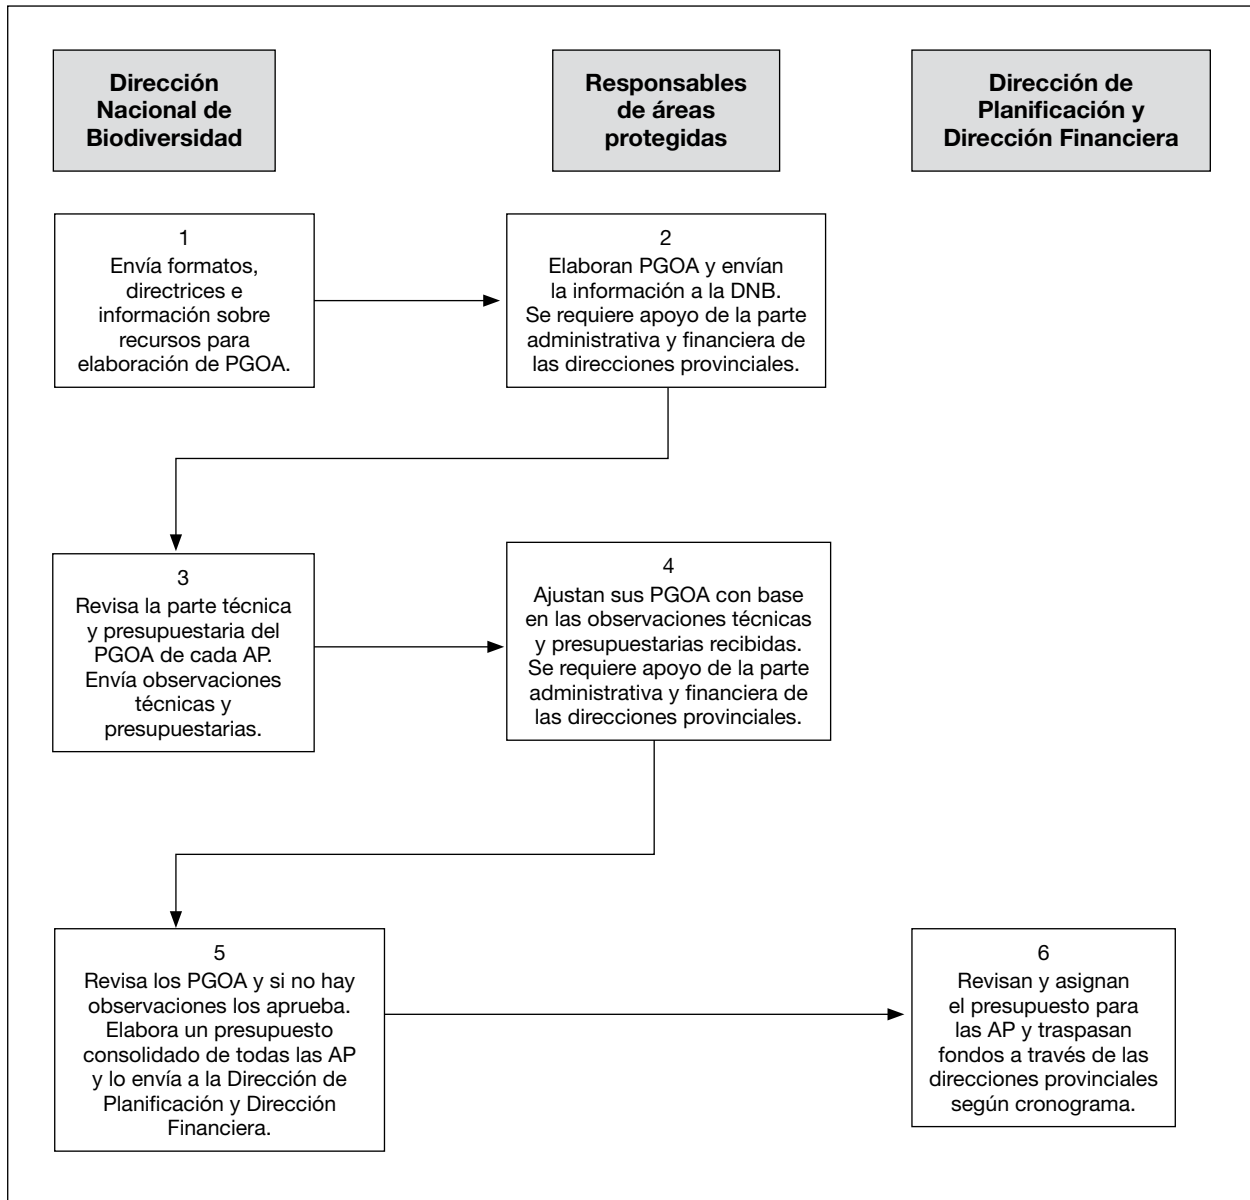 Dirección
Nacional de
Biodiversidad
Responsables
de áreas
protegidas
Dirección de
Planificación y
Dirección Financiera
1
Envía formatos,
directrices e
información sobre
recursos para
elaboración de PGOA.
2
Elaboran PGOA y envían
la información a la DNB.
Se requiere apoyo de la parte
administrativa y financiera de
las direcciones provinciales.
3
Revisa la parte técnica
y presupuestaria del
PGOA de cada AP.
Envía observaciones
técnicas y
presupuestarias.
4
Ajustan sus PGOA con base
en las observaciones técnicas
y presupuestarias recibidas.
Se requiere apoyo de la parte
administrativa y financiera de
las direcciones provinciales.
5
Revisa los PGOA y si no hay
observaciones los aprueba.
Elabora un presupuesto
consolidado de todas las AP
y lo envía a la Dirección de
Planificación y Dirección
Financiera.
6
Revisan y asignan
el presupuesto para
las AP y traspasan
fondos a través de las
direcciones provinciales
según cronograma.